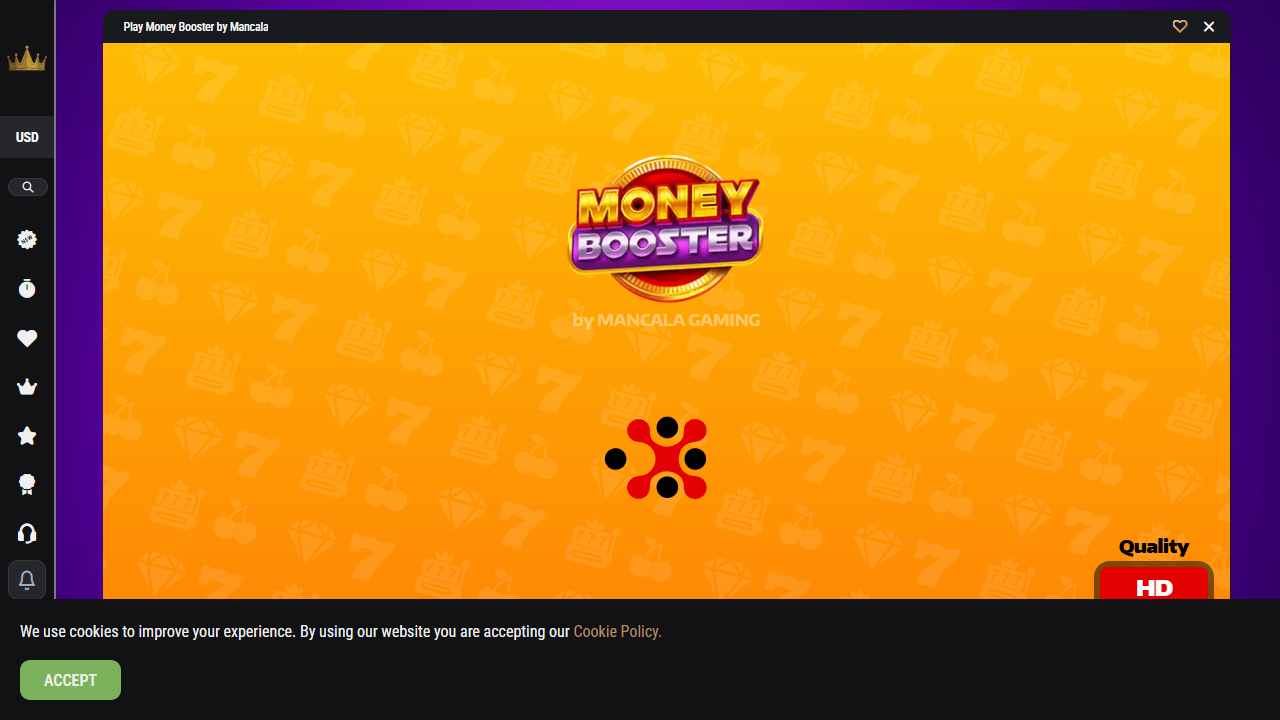 Play Money Booster by Mancala
USD
NEW
MONEY
BOOSTER
by MANCALA GAMING
Quality
HD
We use cookies to improve your experience. By using our website you are accepting our Cookie Policy.
ACCEPT